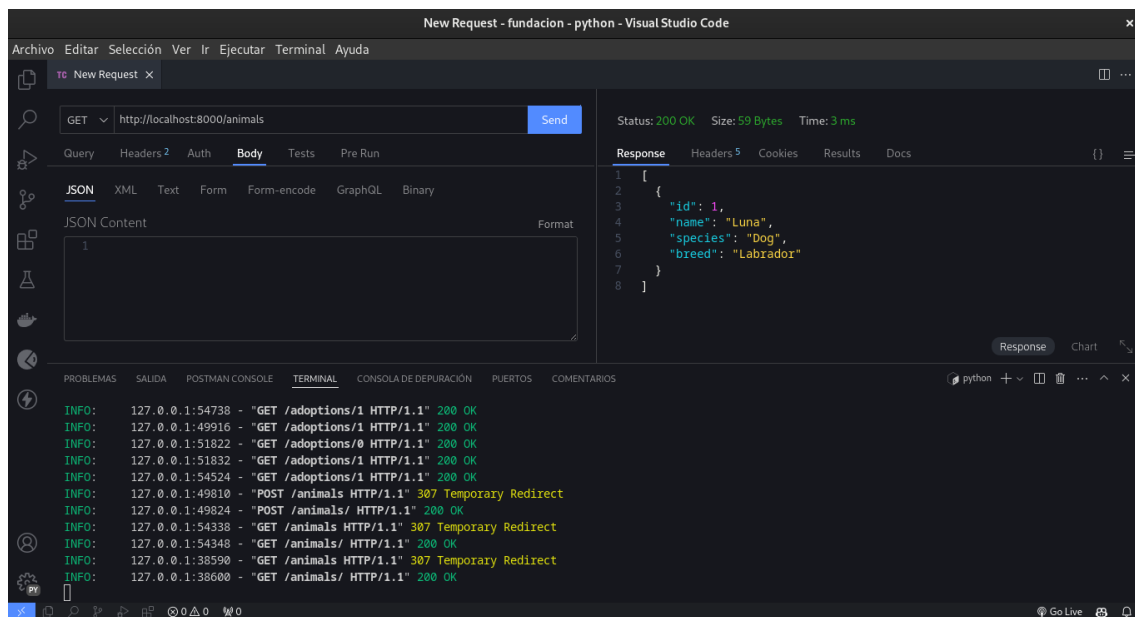 New Request - fundacion - python - Visual Studio Code ×
Archivo Editar Selección Ver Ir Ejecutar Terminal Ayuda
TC New Request ×
GET http://localhost:8000/animals Send
Query Headers 2 Auth Body Tests Pre Run
JSON XML Text Form Form-encode GraphQL Binary
JSON Content Format
1
Status: 200 OK Size: 59 Bytes Time: 3 ms
Response Headers 5 Cookies Results Docs {}
1 [
2 {
3 "id": 1,
4 "name": "Luna",
5 "species": "Dog",
6 "breed": "Labrador"
7 }
8 ]
Response Chart
PROBLEMAS SALIDA POSTMAN CONSOLE TERMINAL CONSOLA DE DEPURACIÓN PUERTOS COMENTARIOS python
INFO: 127.0.0.1:54738 - "GET /adoptions/1 HTTP/1.1" 200 OK
INFO: 127.0.0.1:49916 - "GET /adoptions/1 HTTP/1.1" 200 OK
INFO: 127.0.0.1:51822 - "GET /adoptions/0 HTTP/1.1" 200 OK
INFO: 127.0.0.1:51832 - "GET /adoptions/1 HTTP/1.1" 200 OK
INFO: 127.0.0.1:54524 - "GET /adoptions/1 HTTP/1.1" 200 OK
INFO: 127.0.0.1:49810 - "POST /animals HTTP/1.1" 307 Temporary Redirect
INFO: 127.0.0.1:49824 - "POST /animals/ HTTP/1.1" 200 OK
INFO: 127.0.0.1:54338 - "GET /animals HTTP/1.1" 307 Temporary Redirect
INFO: 127.0.0.1:54348 - "GET /animals/ HTTP/1.1" 200 OK
INFO: 127.0.0.1:38590 - "GET /animals HTTP/1.1" 307 Temporary Redirect
INFO: 127.0.0.1:38600 - "GET /animals/ HTTP/1.1" 200 OK
PY
0 0 0 Go Live